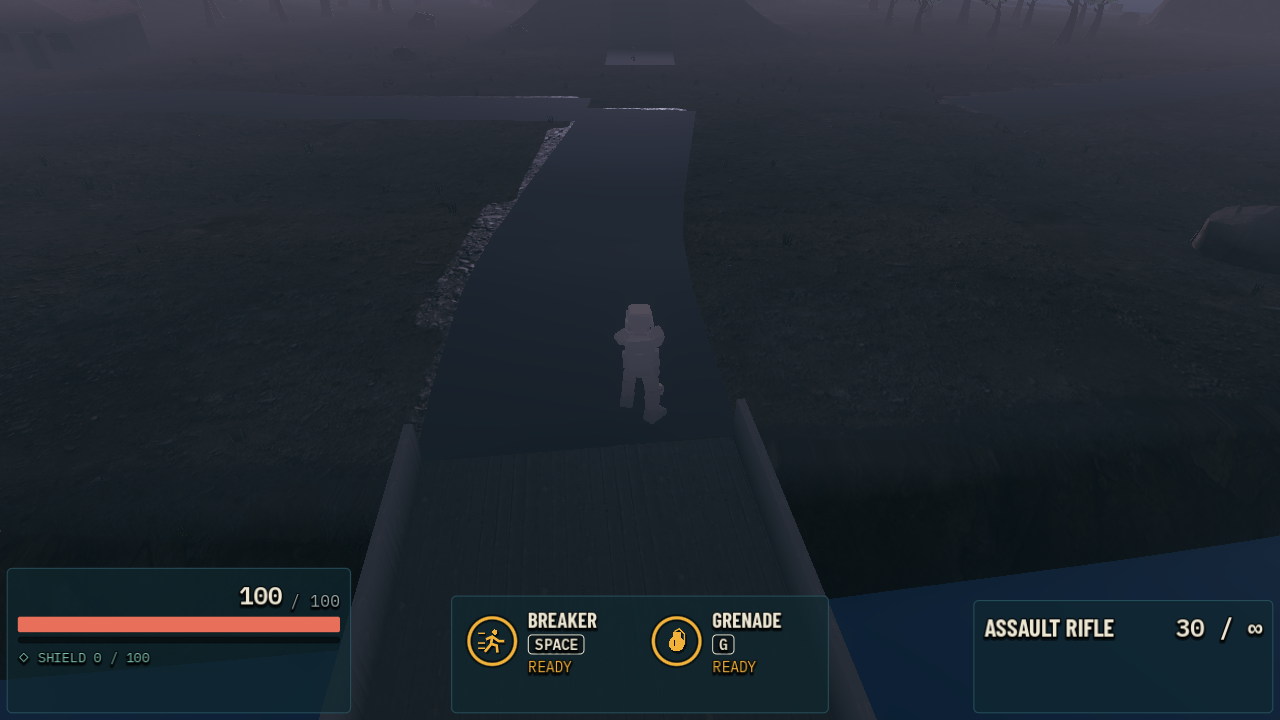 100 / 100
◇ SHIELD 0 / 100
BREAKER
SPACE
READY
GRENADE
G
READY
ASSAULT RIFLE 30 / ∞